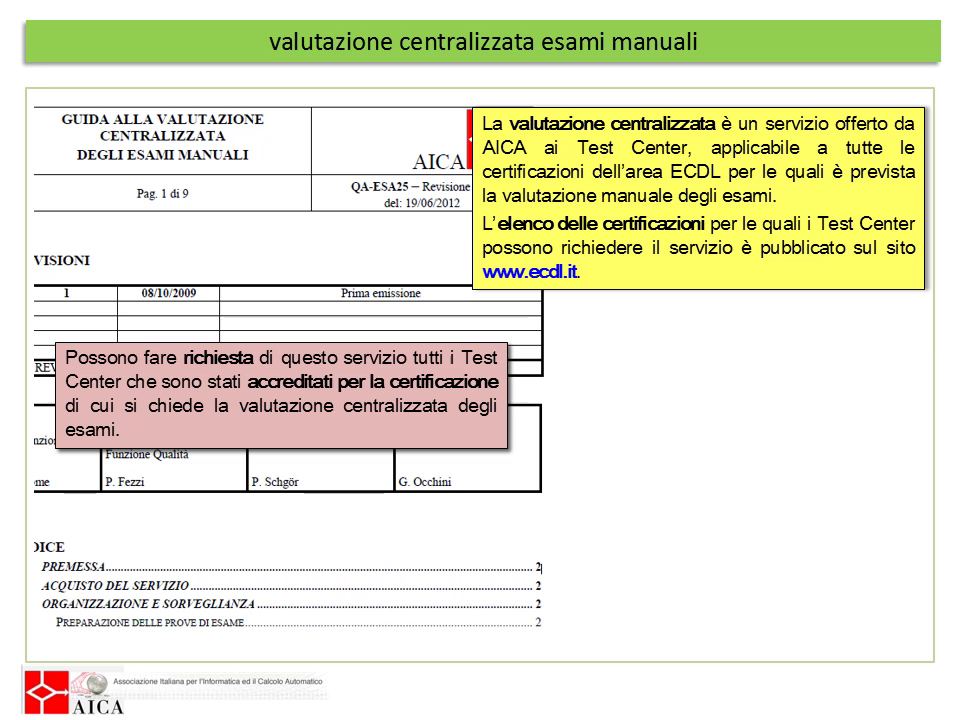 valutazione centralizzata esami manuali
GUIDA ALLA VALUTAZIONE
CENTRALIZZATA
DEGLI ESAMI MANUALI
AICA
Pag. 1 di 9
QA-ESA25 – Revisione
del: 19/06/2012
La valutazione centralizzata è un servizio offerto da
AICA ai Test Center, applicabile a tutte le
certificazioni dell’area ECDL per le quali è prevista
la valutazione manuale degli esami.
L’elenco delle certificazioni per le quali i Test Center
possono richiedere il servizio è pubblicato sul sito
www.ecdl.it.
VISIONI
1 08/10/2009 Prima emissione
REV
Possono fare richiesta di questo servizio tutti i Test
Center che sono stati accreditati per la certificazione
di cui si chiede la valutazione centralizzata degli
esami.
nzion
Funzione Qualità
me P. Fezzi P. Schgör G. Occhini
DICE
PREMESSA 2
ACQUISTO DEL SERVIZIO 2
ORGANIZZAZIONE E SORVEGLIANZA 2
PREPARAZIONE DELLE PROVE DI ESAME 2
Associazione Italiana per l'Informatica ed il Calcolo Automatico
AICA